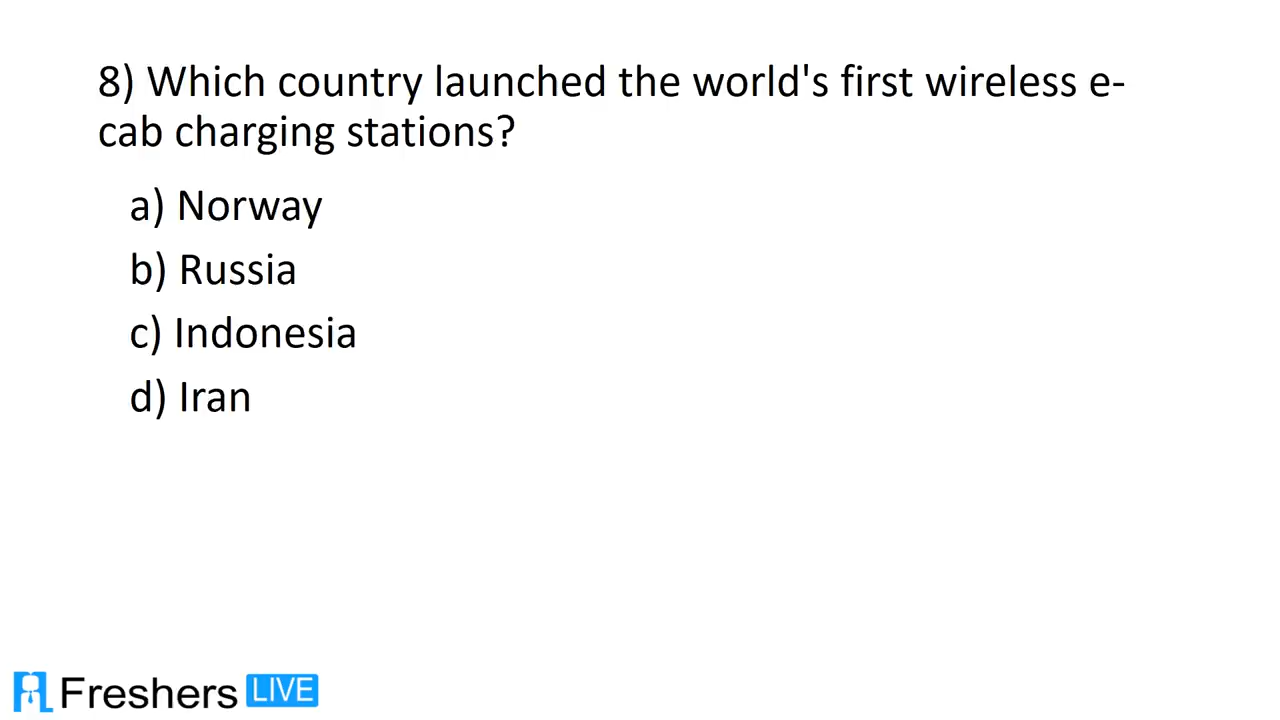 8) Which country launched the world's first wireless e-
cab charging stations?
a) Norway
b) Russia
c) Indonesia
d) Iran
Freshers LIVE